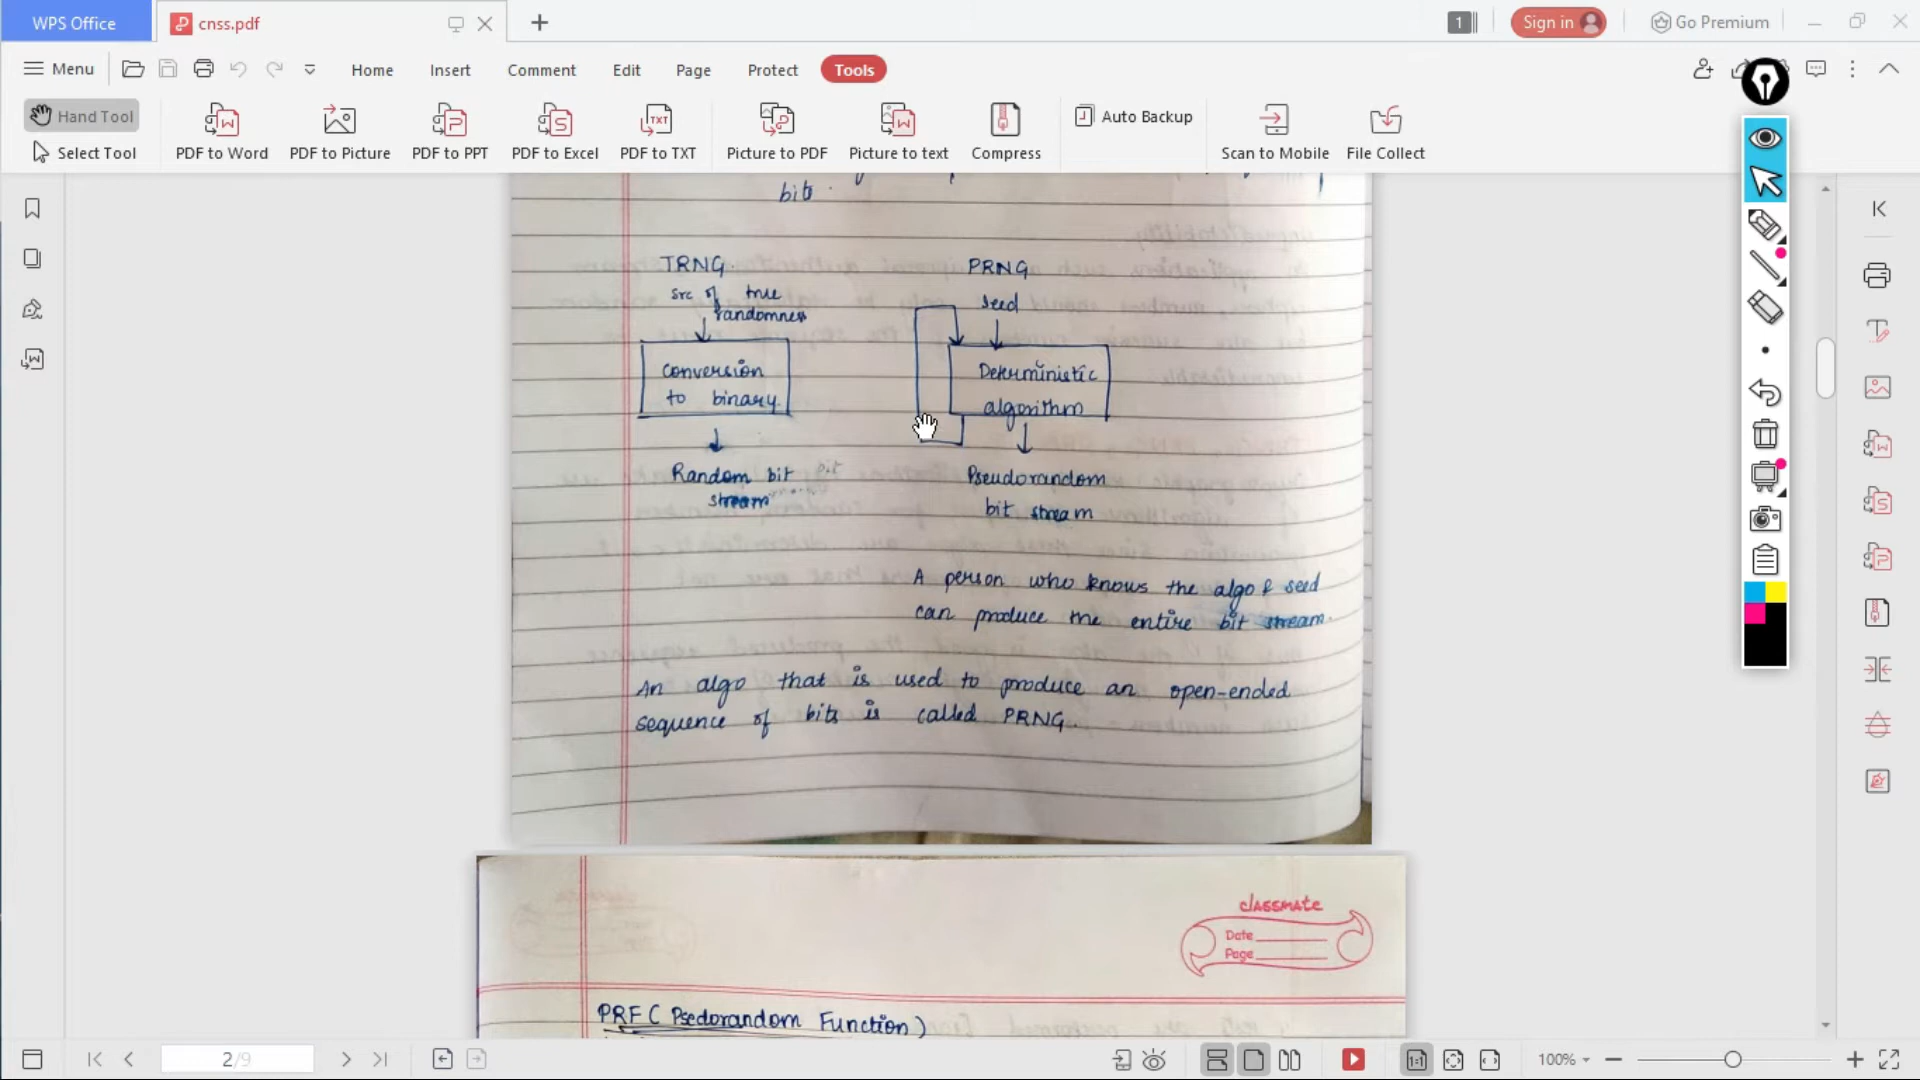 WPS Office
cnss.pdf
1
Sign in
Go Premium
Menu
Home
Insert
Comment
Edit
Page
Protect
Tools
Hand Tool
Select Tool
PDF to Word
PDF to Picture
PDF to PPT
PDF to Excel
PDF to TXT
Picture to PDF
Picture to text
Compress
Auto Backup
Scan to Mobile
File Collect
bits.
TRNG
src of true
randomness
conversion
to binary
Random bit
stream
PRNG
seed
Deterministic
algorithm
Pseudorandom
bit stream
A person who knows the algo & seed
can produce the entire bit stream.
An algo that is used to produce an open-ended
sequence of bits is called PRNG.
classmate
Date
Page
PRF ( Psedorandom Function)
2/9
1:1
100%